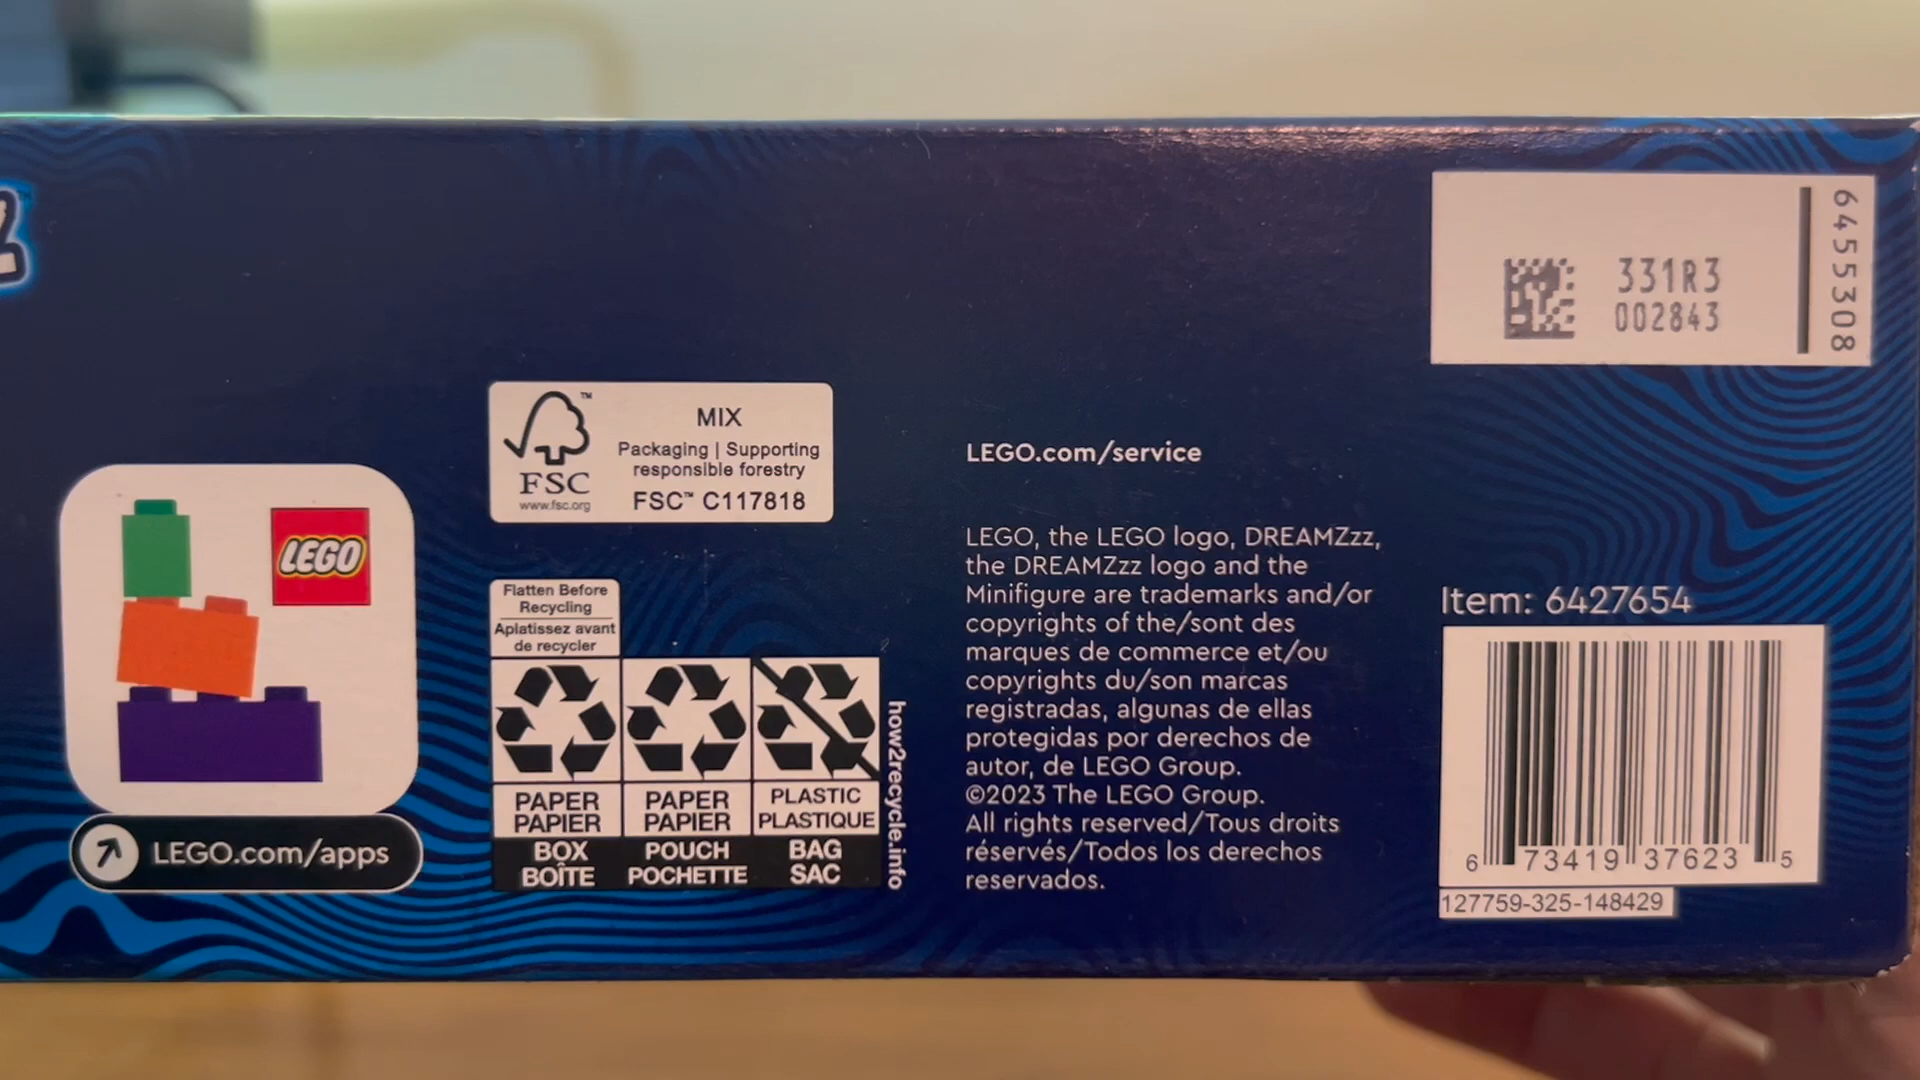 6455308
331R3
002843
MIX
Packaging | Supporting
responsible forestry
FSC™ C117818
FSC
www.fsc.org
TM
LEGO
LEGO.com/apps
Flatten Before
Recycling
Aplatissez avant
de recycler
PAPER
PAPIER
BOX
BOÎTE
PAPER
PAPIER
POUCH
POCHETTE
PLASTIC
PLASTIQUE
BAG
SAC
how2recycle.info
LEGO.com/service
LEGO, the LEGO logo, DREAMZzz,
the DREAMZzz logo and the
Minifigure are trademarks and/or
copyrights of the/sont des
marques de commerce et/ou
copyrights du/son marcas
registradas, algunas de ellas
protegidas por derechos de
autor, de LEGO Group.
©2023 The LEGO Group.
All rights reserved/Tous droits
réservés/Todos los derechos
reservados.
Item: 6427654
6 73419 37623 5
127759-325-148429